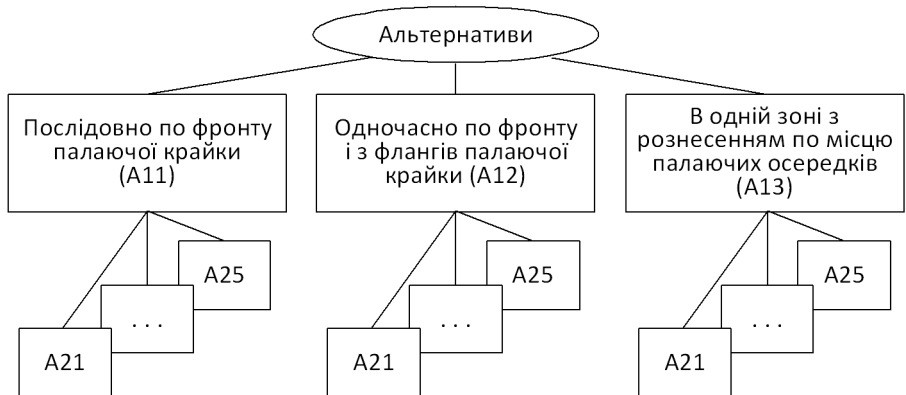 Альтернативи
Послідовно по фронту
палаючої крайки
(А11)
Одночасно по фронту
і з флангів палаючої
крайки (А12)
В одній зоні з
рознесенням по місцю
палаючих осередків
(А13)
А25
. . .
А21
А25
. . .
А21
А25
. . .
А21